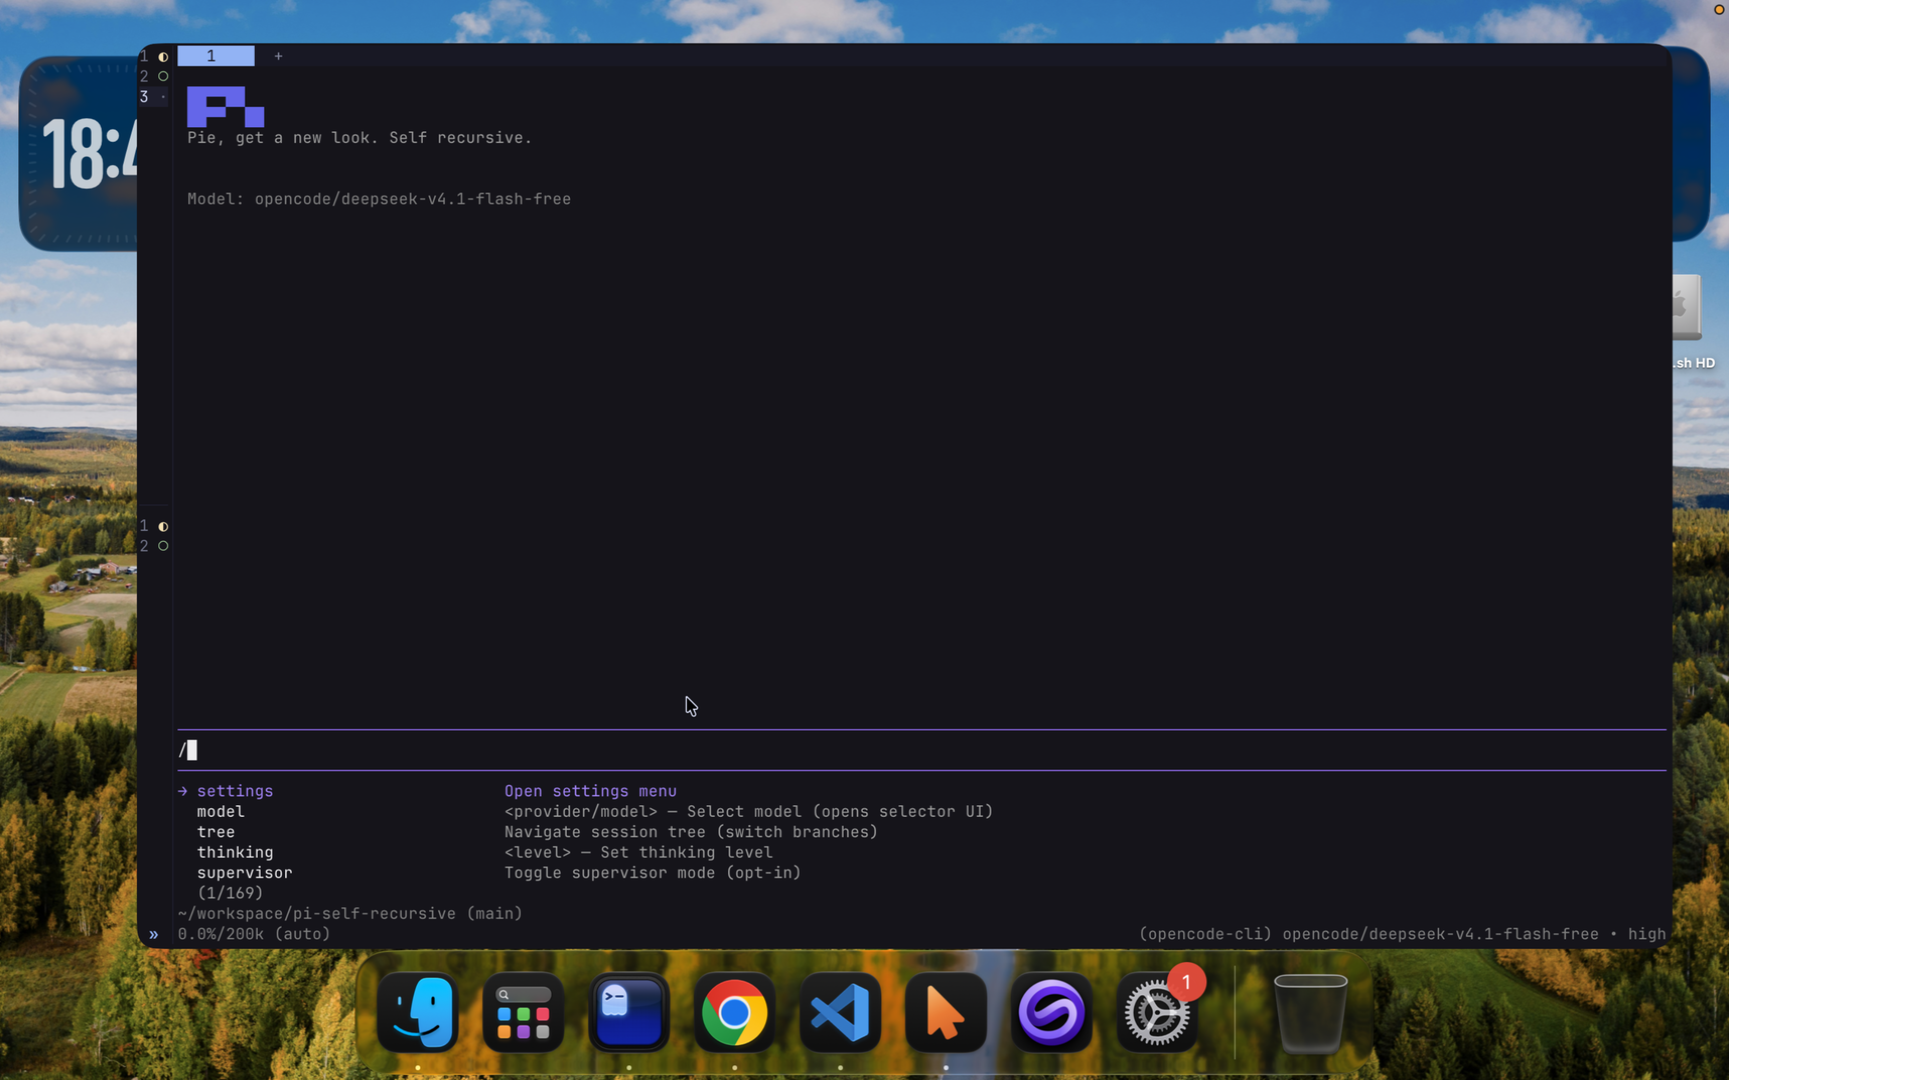 18:4
1 ◐
2 ○
3 ·
1 +
Pie, get a new look. Self recursive.
Model: opencode/deepseek-v4.1-flash-free
.sh HD
1 ◐
2 ○
/
→ settings Open settings menu
model <provider/model> — Select model (opens selector UI)
tree Navigate session tree (switch branches)
thinking <level> — Set thinking level
supervisor Toggle supervisor mode (opt-in)
(1/169)
~/workspace/pi-self-recursive (main)
» 0.0%/200k (auto) (opencode-cli) opencode/deepseek-v4.1-flash-free • high
1